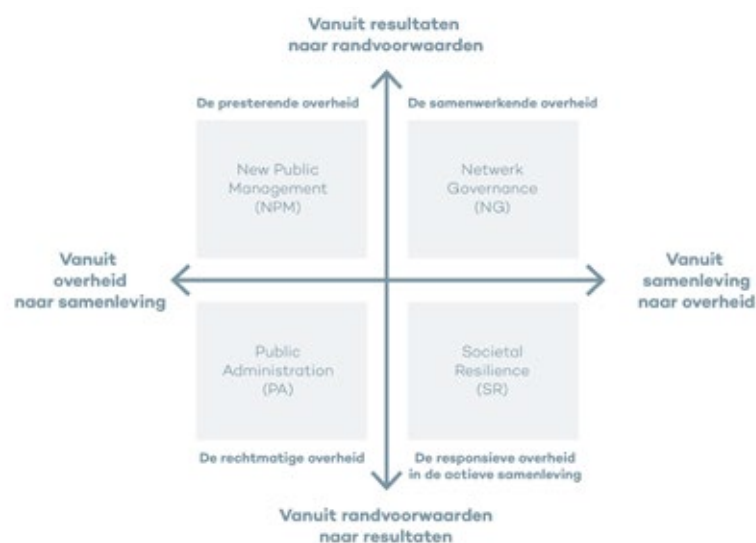 Vanuit resultaten
naar randvoorwaarden
De presterende overheid
De samenwerkende overheid
New Public
Management
(NPM)
Netwerk
Governance
(NG)
Vanuit
overheid
naar samenleving
Vanuit
samenleving
naar overheid
Public
Administration
(PA)
Societal
Resilience
(SR)
De rechtmatige overheid
De responsieve overheid
in de actieve samenleving
Vanuit randvoorwaarden
naar resultaten